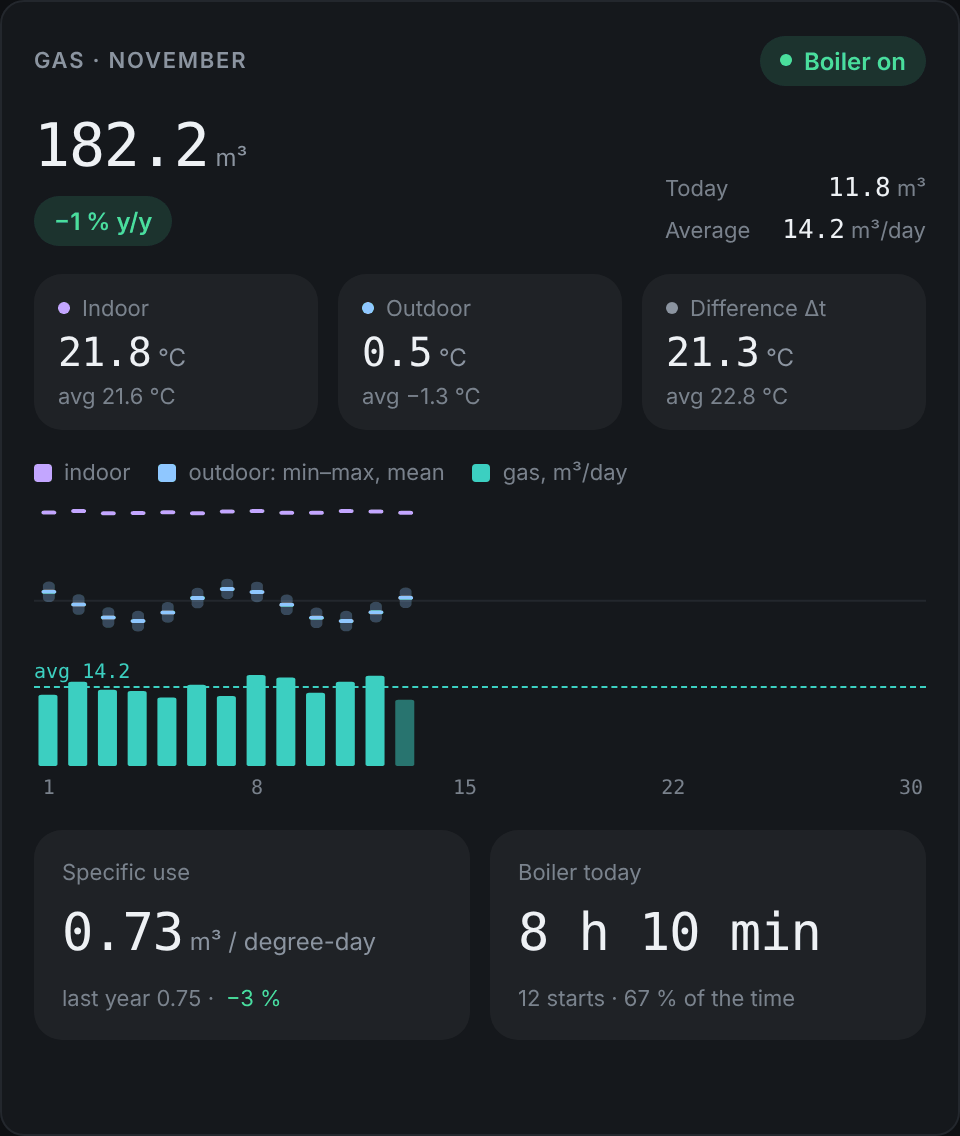 GAS · NOVEMBER
Boiler on
182.2 m³
−1 % y/y
Today 11.8 m³
Average 14.2 m³/day
Indoor
21.8 °C
avg 21.6 °C
Outdoor
0.5 °C
avg −1.3 °C
Difference Δt
21.3 °C
avg 22.8 °C
indoor outdoor: min–max, mean gas, m³/day
avg 14.2
1 8 15 22 30
Specific use
0.73 m³ / degree-day
last year 0.75 · −3 %
Boiler today
8 h 10 min
12 starts · 67 % of the time